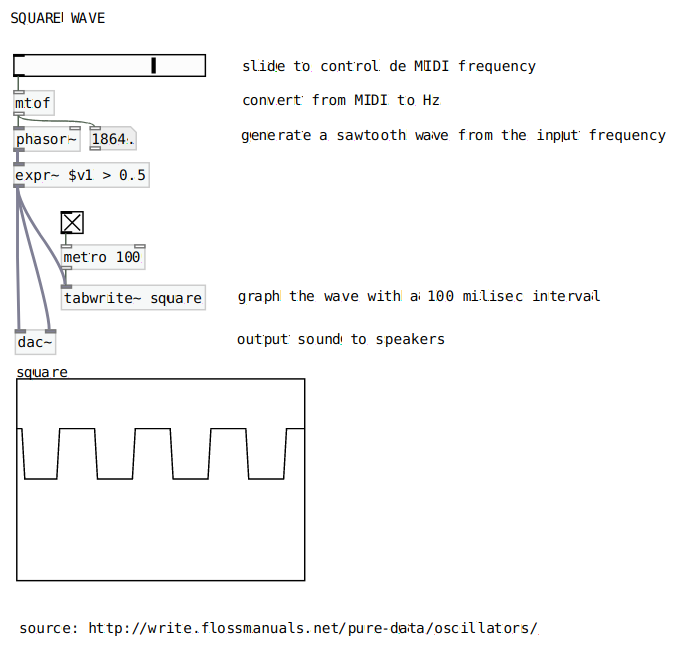 SQUARE WAVE
slide to control de MIDI frequency
mtof
convert from MIDI to Hz
phasor~ 1864.
generate a sawtooth wave from the input frequency
expr~ $v1 > 0.5
metro 100
tabwrite~ square
graph the wave with a 100 milisec interval
dac~
output sound to speakers
square
source: http://write.flossmanuals.net/pure-data/oscillators/